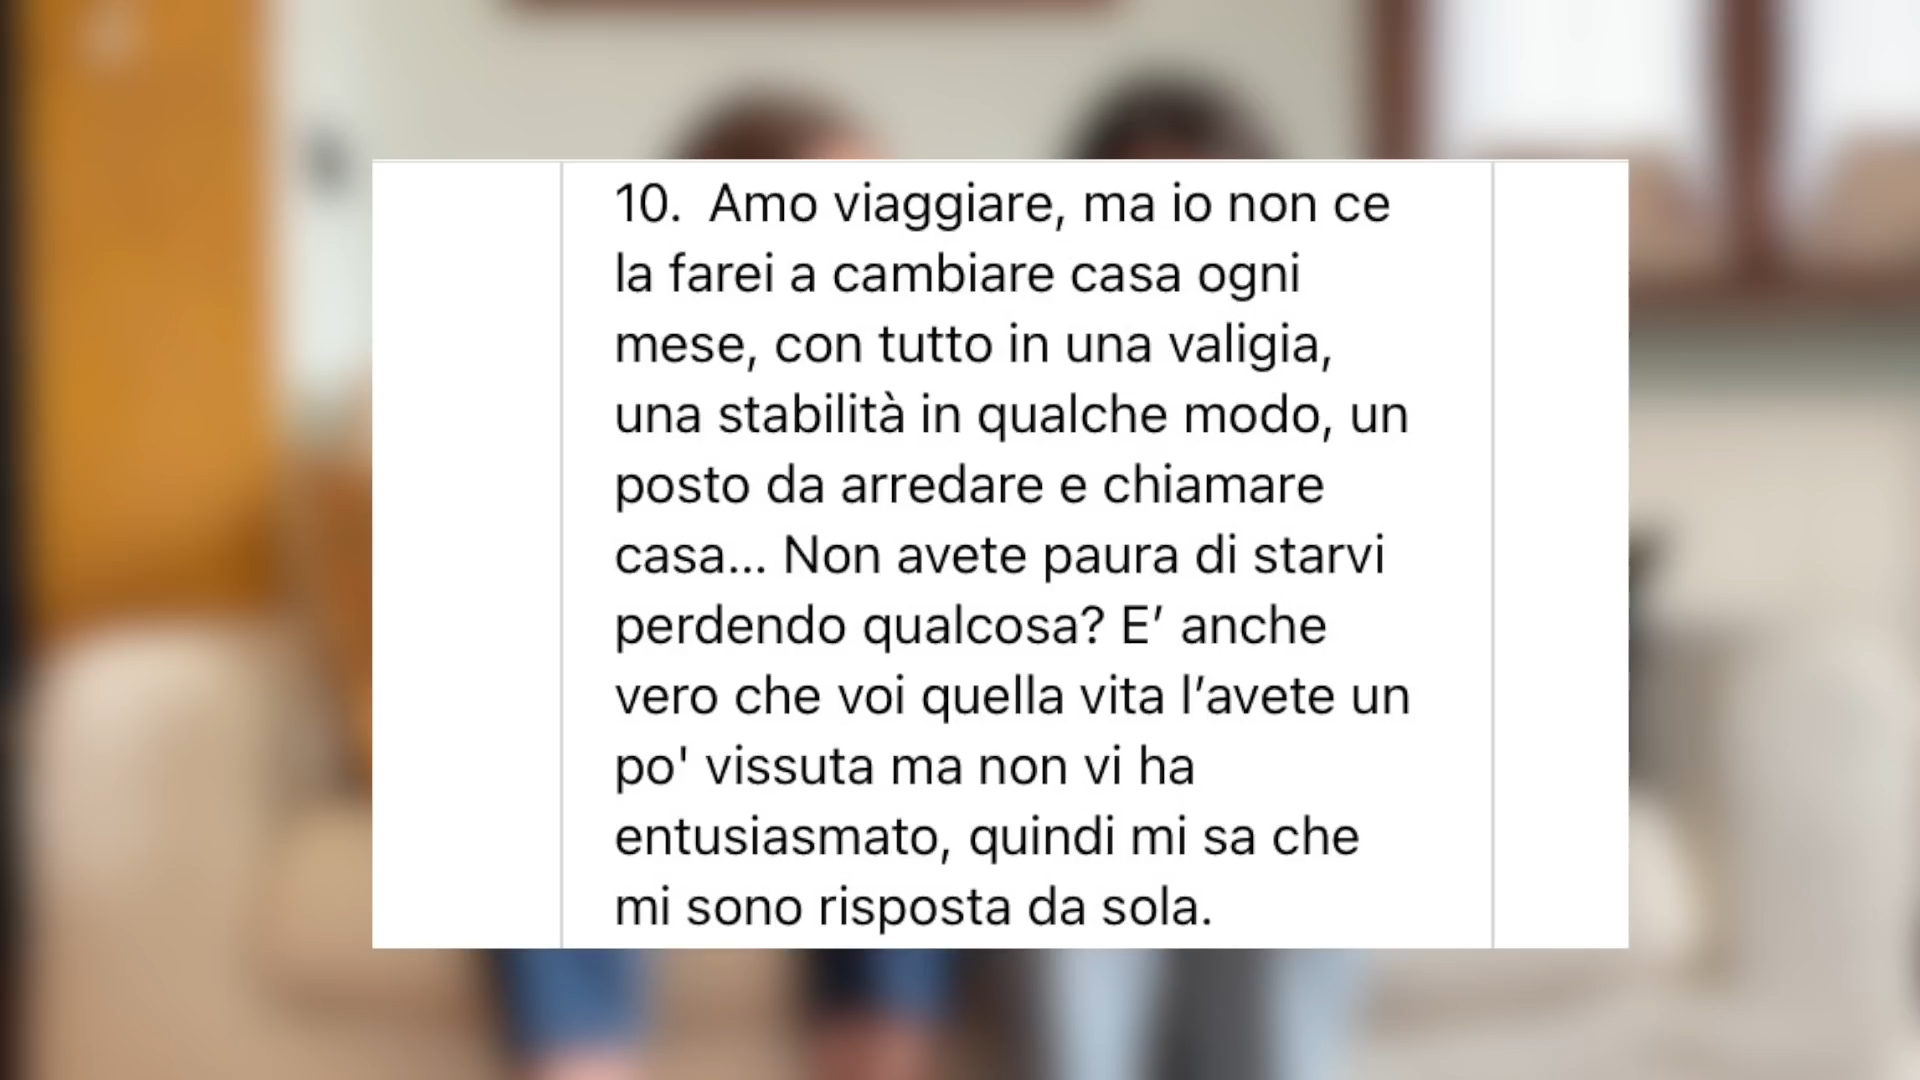 10.  Amo viaggiare, ma io non ce
la farei a cambiare casa ogni
mese, con tutto in una valigia,
una stabilità in qualche modo, un
posto da arredare e chiamare
casa... Non avete paura di starvi
perdendo qualcosa? E’ anche
vero che voi quella vita l’avete un
po' vissuta ma non vi ha
entusiasmato, quindi mi sa che
mi sono risposta da sola.